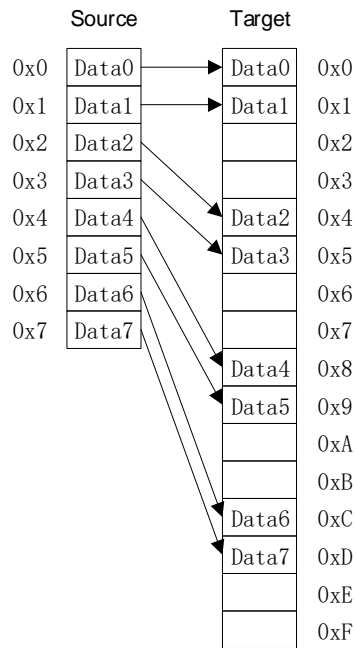 Source Target
0x0 Data0 Data0 0x0
0x1 Data1 Data1 0x1
0x2 Data2 0x2
0x3 Data3 0x3
0x4 Data4 Data2 0x4
0x5 Data5 Data3 0x5
0x6 Data6 0x6
0x7 Data7 0x7
Data4 0x8
Data5 0x9
0xA
0xB
Data6 0xC
Data7 0xD
0xE
0xF